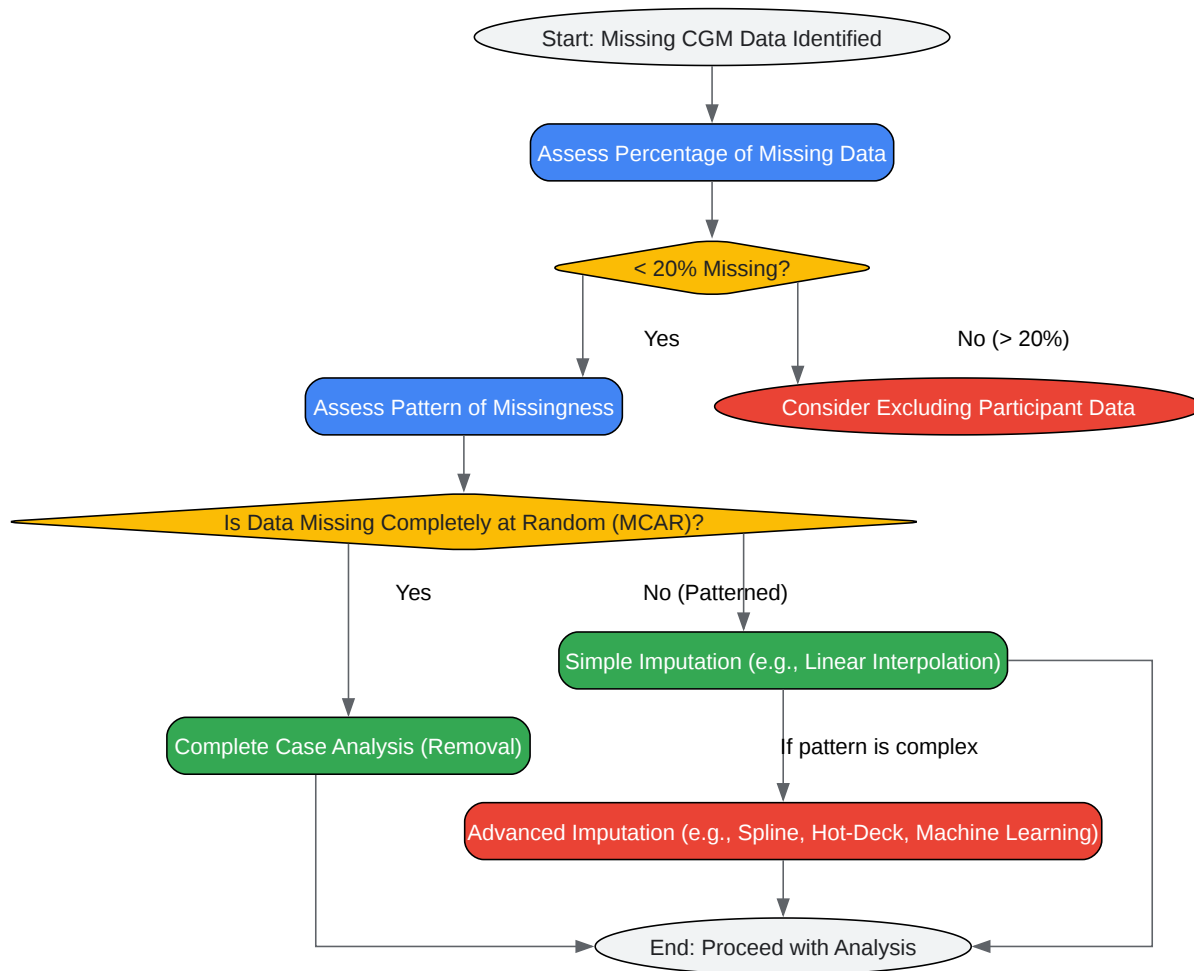 Start: Missing CGM Data Identified
Assess Percentage of Missing Data
< 20% Missing?
Yes
No (> 20%)
Assess Pattern of Missingness
Consider Excluding Participant Data
Is Data Missing Completely at Random (MCAR)?
Yes
No (Patterned)
Simple Imputation (e.g., Linear Interpolation)
Complete Case Analysis (Removal)
If pattern is complex
Advanced Imputation (e.g., Spline, Hot-Deck, Machine Learning)
End: Proceed with Analysis